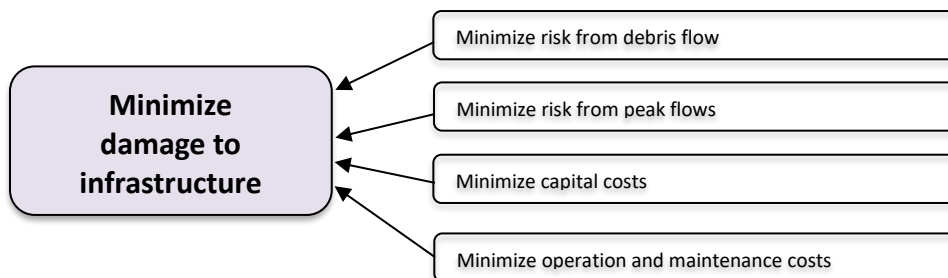 Minimize
damage to
infrastructure
Minimize risk from debris flow
Minimize risk from peak flows
Minimize capital costs
Minimize operation and maintenance costs